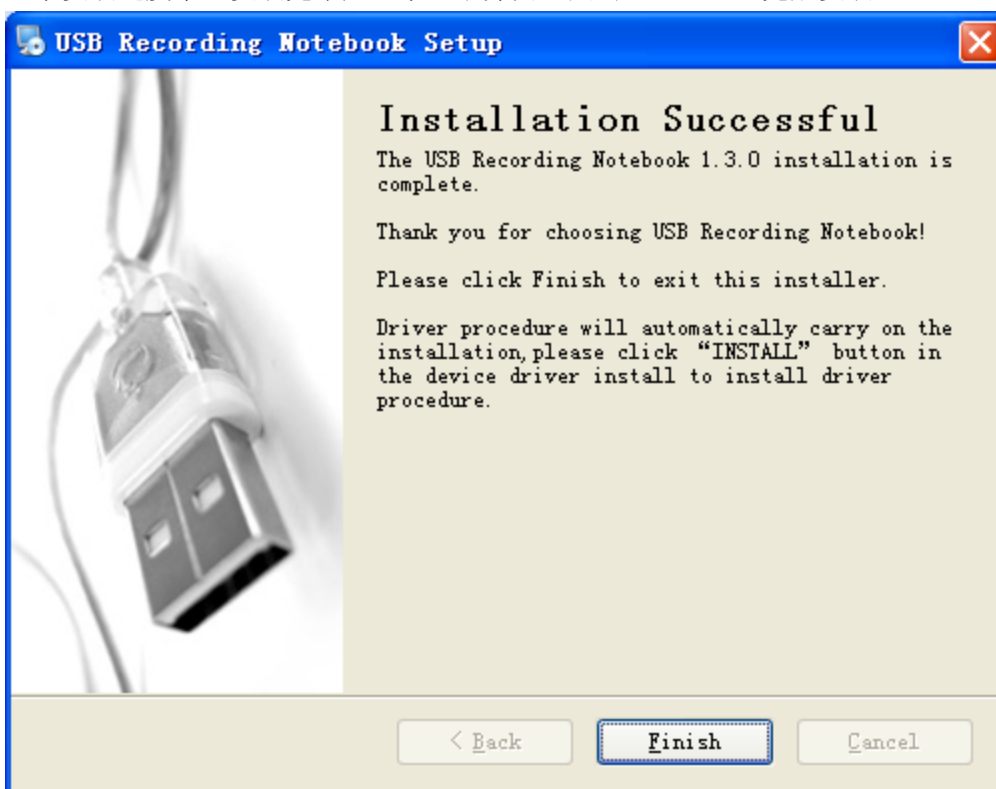 USB Recording Notebook Setup
Installation Successful
The USB Recording Notebook 1.3.0 installation is
complete.
Thank you for choosing USB Recording Notebook!
Please click Finish to exit this installer.
Driver procedure will automatically carry on the
installation,please click “INSTALL” button in
the device driver install to install driver
procedure.
< Back
Finish
Cancel